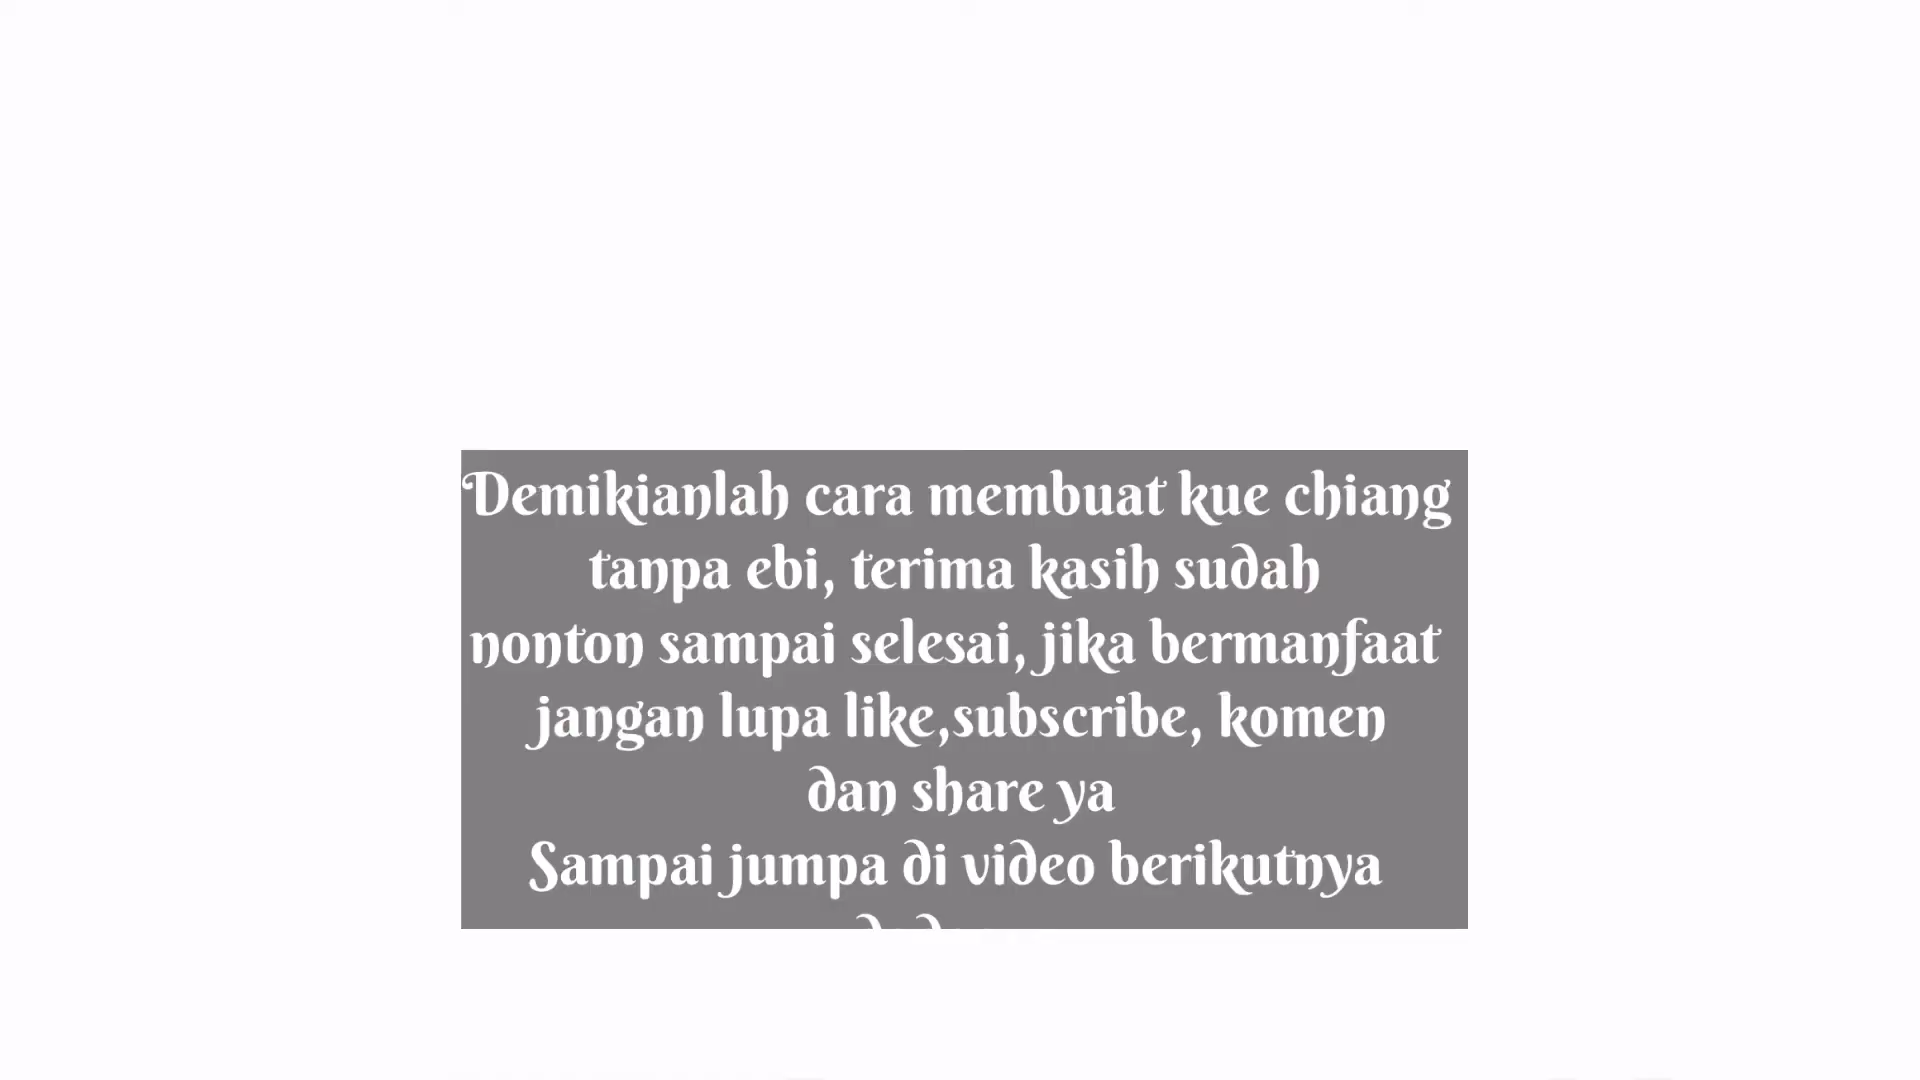 Demikianlah cara membuat kue chiang
tanpa ebi, terima kasih sudah
nonton sampai selesai, jika bermanfaat
jangan lupa like,subscribe, komen
dan share ya
Sampai jumpa di video berikutnya